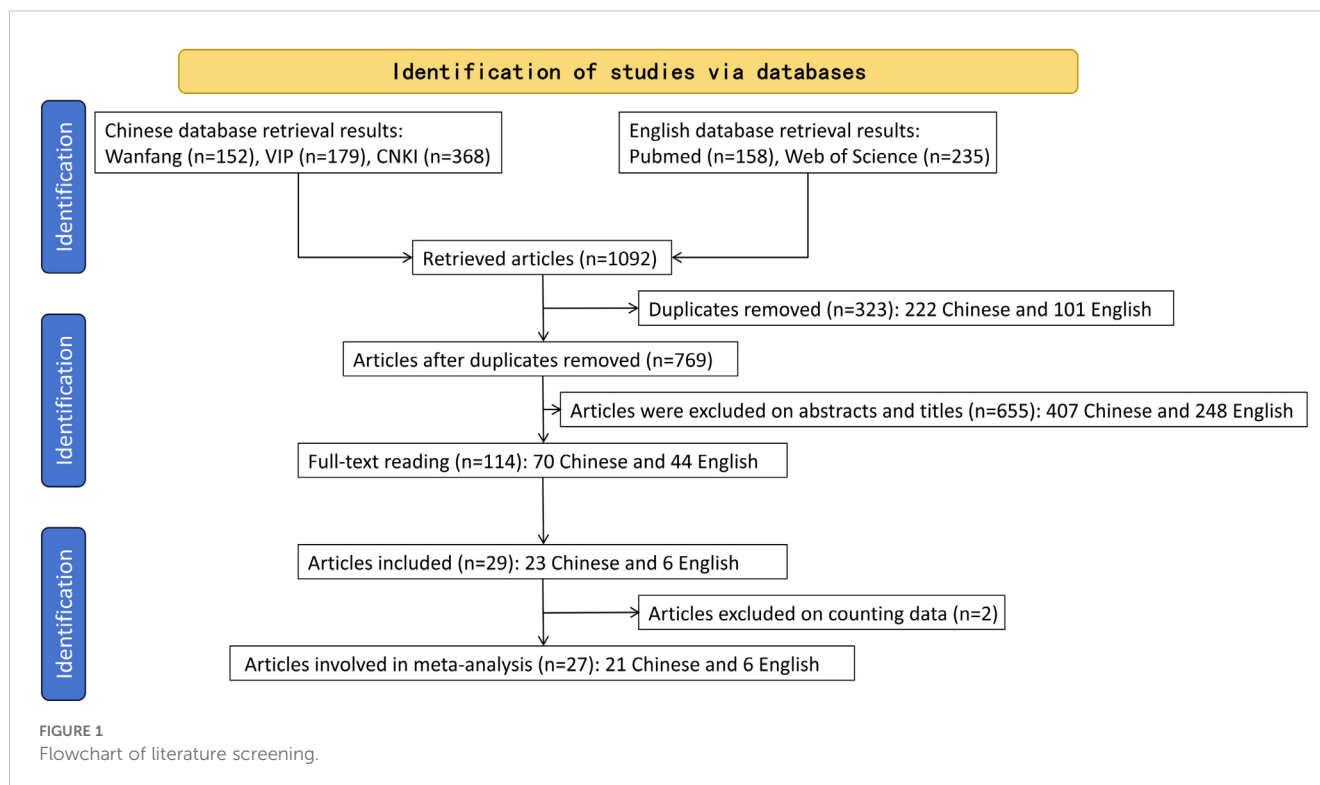 Identification of studies via databases
Identification
Chinese database retrieval results:
Wanfang (n=152), VIP (n=179), CNKI (n=368)
English database retrieval results:
Pubmed (n=158), Web of Science (n=235)
Retrieved articles (n=1092)
Duplicates removed (n=323): 222 Chinese and 101 English
Identification
Articles after duplicates removed (n=769)
Articles were excluded on abstracts and titles (n=655): 407 Chinese and 248 English
Full-text reading (n=114): 70 Chinese and 44 English
Identification
Articles included (n=29): 23 Chinese and 6 English
Articles excluded on counting data (n=2)
Articles involved in meta-analysis (n=27): 21 Chinese and 6 English
FIGURE 1
Flowchart of literature screening.